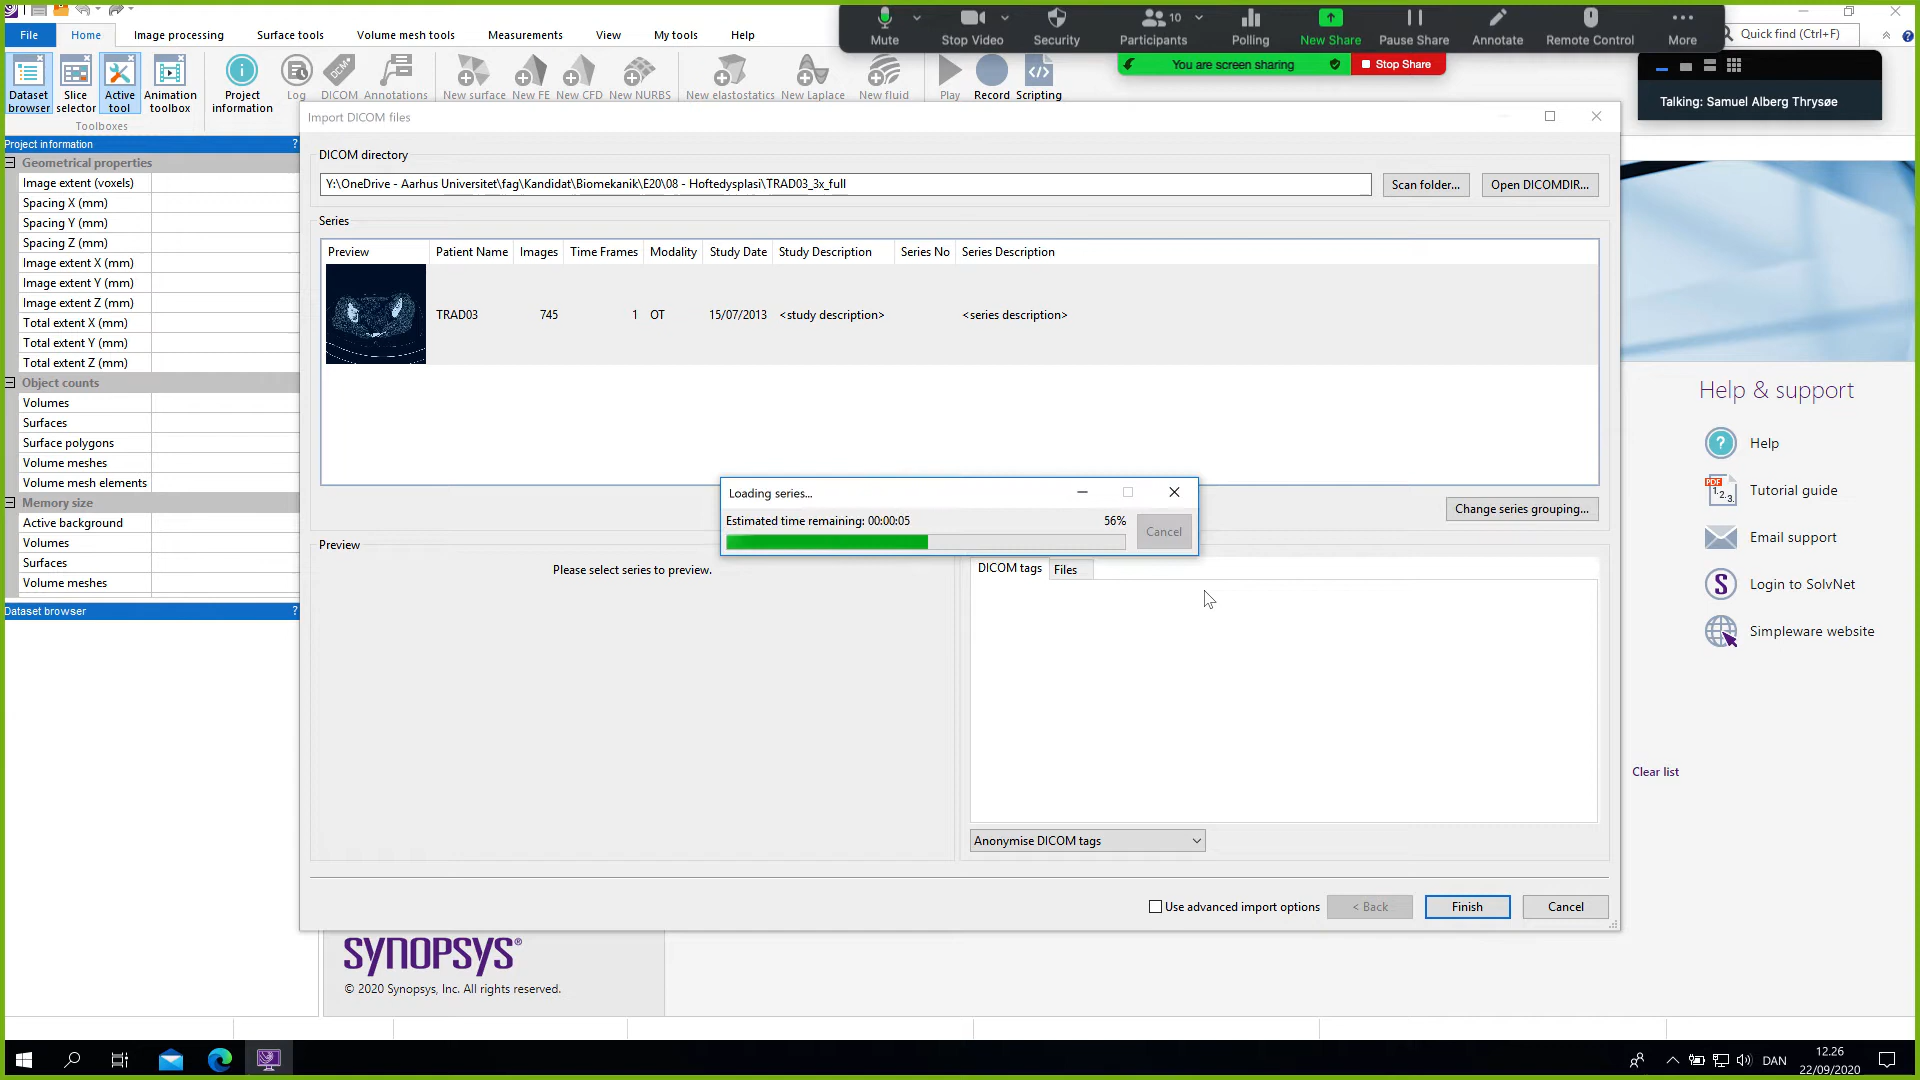 File
Home
Image processing
Surface tools
Volume mesh tools
Measurements
View
My tools
Help
Mute
Stop Video
Security
10
Participants
Polling
New Share
Pause Share
Annotate
Remote Control
More
Quick find (Ctrl+F)
You are screen sharing
Stop Share
Talking: Samuel Alberg Thrysøe
Dataset browser
Slice selector
Active tool
Animation toolbox
Project information
Log
DICOM
Annotations
New surface
New FE
New CFD
New NURBS
New elastostatics
New Laplace
New fluid
Play
Record
Scripting
Toolboxes
Project information
?
Geometrical properties
Image extent (voxels)
Spacing X (mm)
Spacing Y (mm)
Spacing Z (mm)
Image extent X (mm)
Image extent Y (mm)
Image extent Z (mm)
Total extent X (mm)
Total extent Y (mm)
Total extent Z (mm)
Object counts
Volumes
Surfaces
Surface polygons
Volume meshes
Volume mesh elements
Memory size
Active background
Volumes
Surfaces
Volume meshes
Dataset browser
?
Import DICOM files
DICOM directory
Y:\OneDrive - Aarhus Universitet\fag\Kandidat\Biomekanik\E20\08 - Hoftedysplasi\TRAD03_3x_full
Scan folder...
Open DICOMDIR...
Series
Preview Patient Name Images Time Frames Modality Study Date Study Description Series No Series Description
TRAD03 745 1 OT 15/07/2013 <study description> <series description>
Loading series...
Estimated time remaining: 00:00:05
56%
Cancel
Change series grouping...
Preview
Please select series to preview.
DICOM tags
Files
Anonymise DICOM tags
Use advanced import options
< Back
Finish
Cancel
Help & support
Help
PDF
1.2.3.
Tutorial guide
Email support
Login to SolvNet
Simpleware website
Clear list
SYNOPSYS®
© 2020 Synopsys, Inc. All rights reserved.
DAN
12.26
22/09/2020